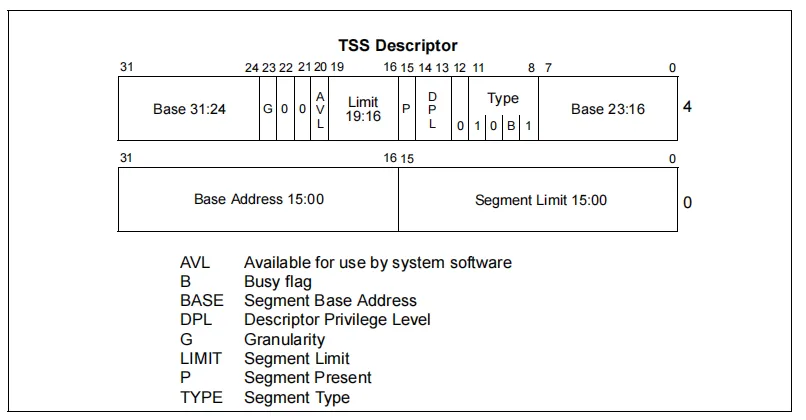 TSS Descriptor
31 24 23 22 21 20 19 16 15 14 13 12 11 8 7 0
Base 31:24 G 0 0 AVL Limit 19:16 P DPL 0 Type 1 0 B 1 Base 23:16 4
31 16 15 0
Base Address 15:00 Segment Limit 15:00 0
AVL Available for use by system software
B Busy flag
BASE Segment Base Address
DPL Descriptor Privilege Level
G Granularity
LIMIT Segment Limit
P Segment Present
TYPE Segment Type